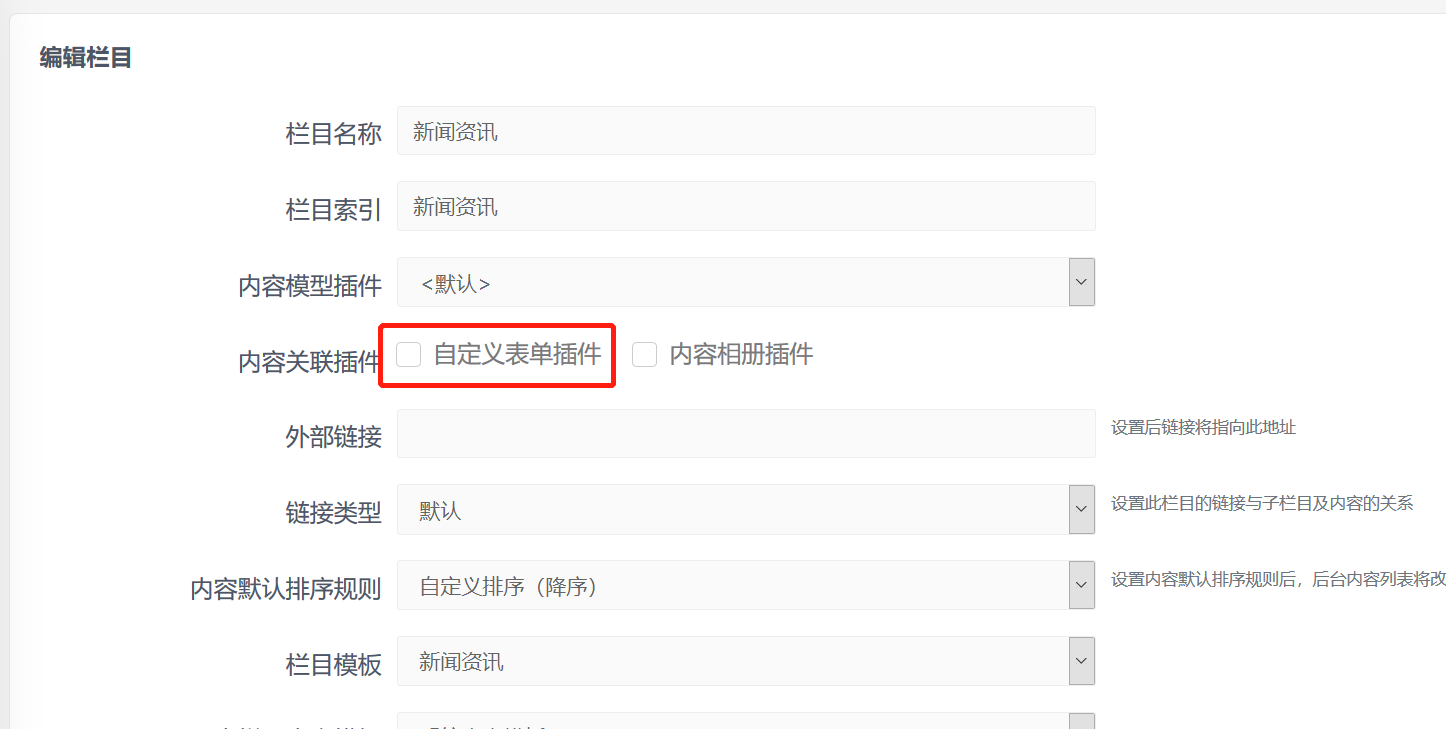 编辑栏目
栏目名称 新闻资讯
栏目索引 新闻资讯
内容模型插件 <默认>
内容关联插件 自定义表单插件 内容相册插件
外部链接 设置后链接将指向此地址
链接类型 默认 设置此栏目的链接与子栏目及内容的关系
内容默认排序规则 自定义排序（降序） 设置内容默认排序规则后，后台内容列表将改
栏目模板 新闻资讯